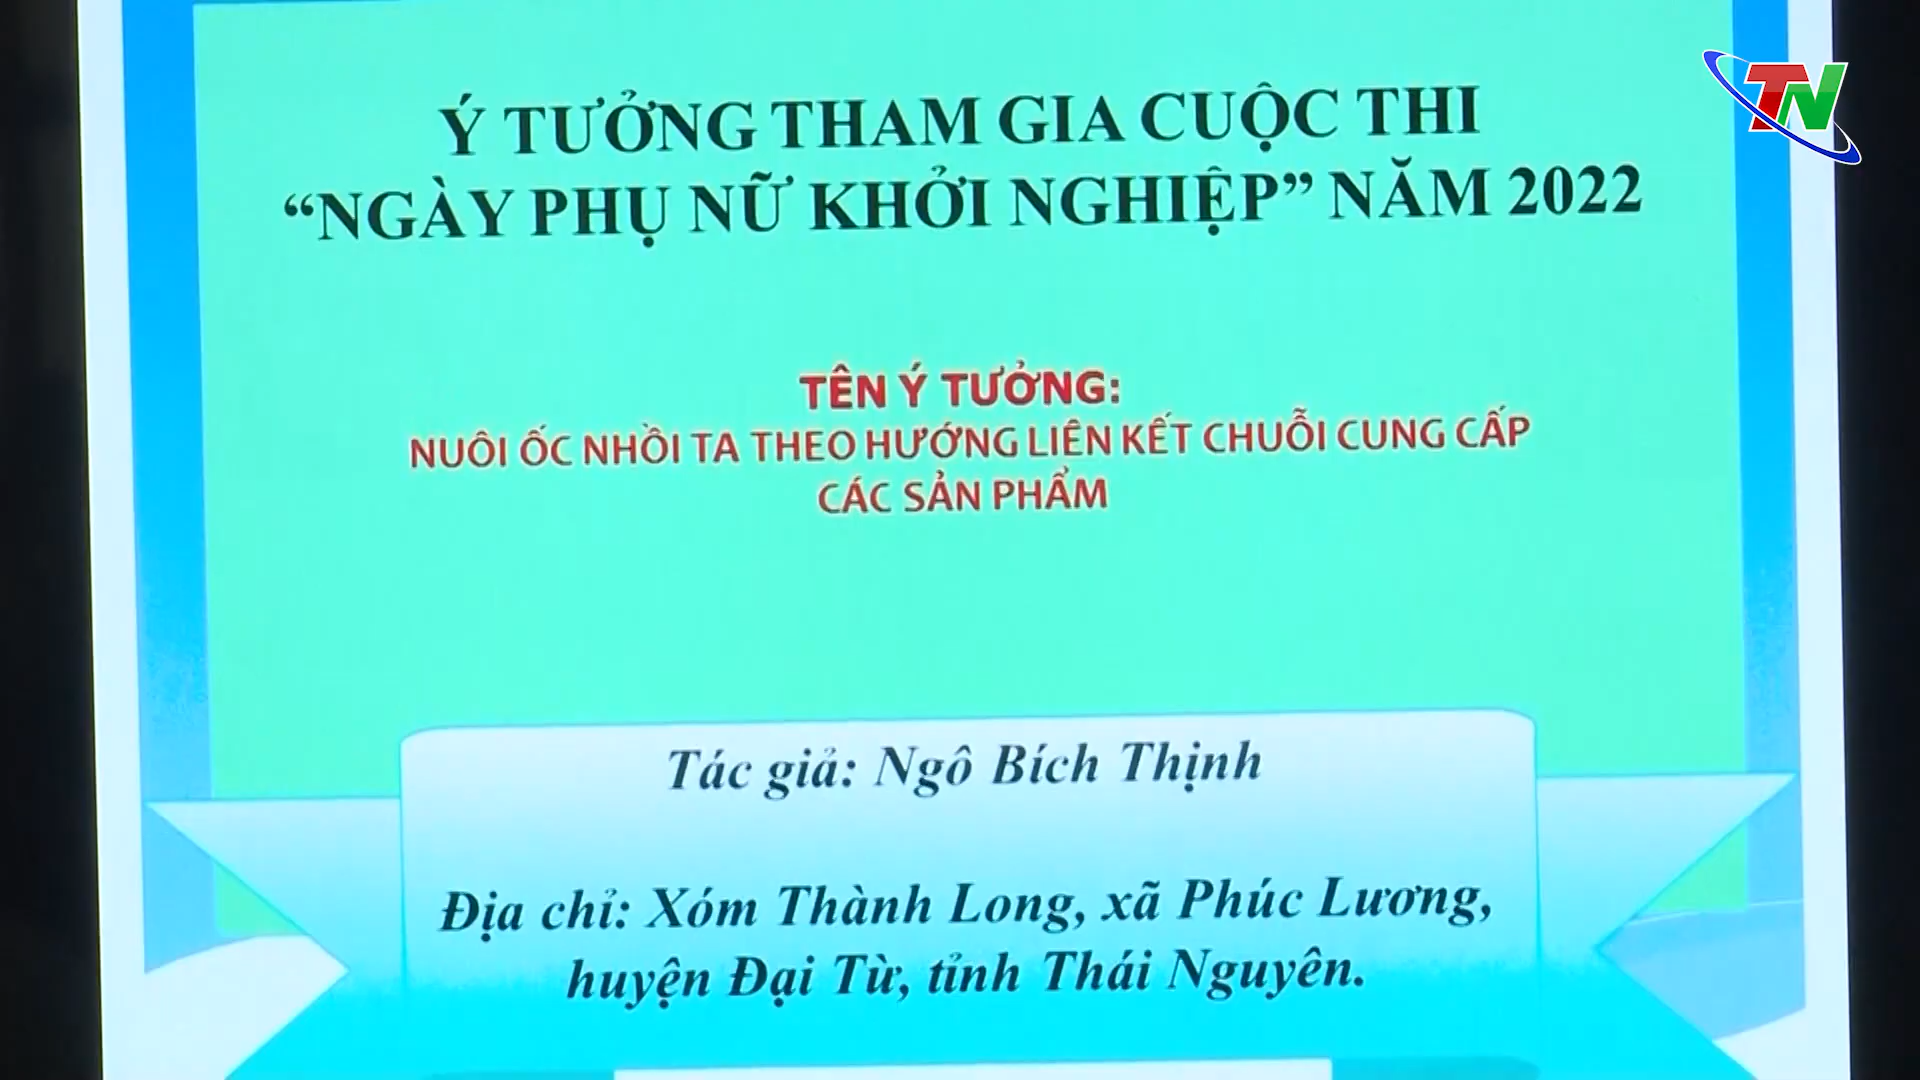 TN
Ý TƯỞNG THAM GIA CUỘC THI
“NGÀY PHỤ NỮ KHỞI NGHIỆP” NĂM 2022
TÊN Ý TƯỞNG:
NUÔI ỐC NHỒI TA THEO HƯỚNG LIÊN KẾT CHUỖI CUNG CẤP
CÁC SẢN PHẨM
Tác giả: Ngô Bích Thịnh
Địa chỉ: Xóm Thành Long, xã Phúc Lương,
huyện Đại Từ, tỉnh Thái Nguyên.